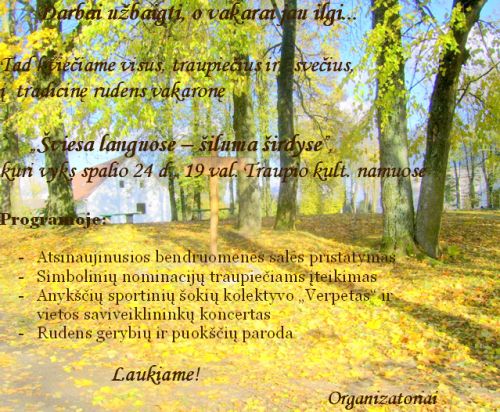 Darbai užbaigti, o vakarai jau ilgi...
Tad kviečiame visus, traupiečius ir svečius,
į tradicinę rudens vakaronę
„Šviesa languose – šiluma širdyse",
kuri vyks spalio 24 d., 19 val. Traupio kult. namuose
Programoje:
- Atsinaujinusios bendruomenės salės pristatymas
- Simbolinių nominacijų traupiečiams įteikimas
- Anykščių sportinių šokių kolektyvo „Verpetas“ ir
vietos saviveiklininkų koncertas
- Rudens gėrybių ir puokščių paroda
Laukiame!
Organizatoriai